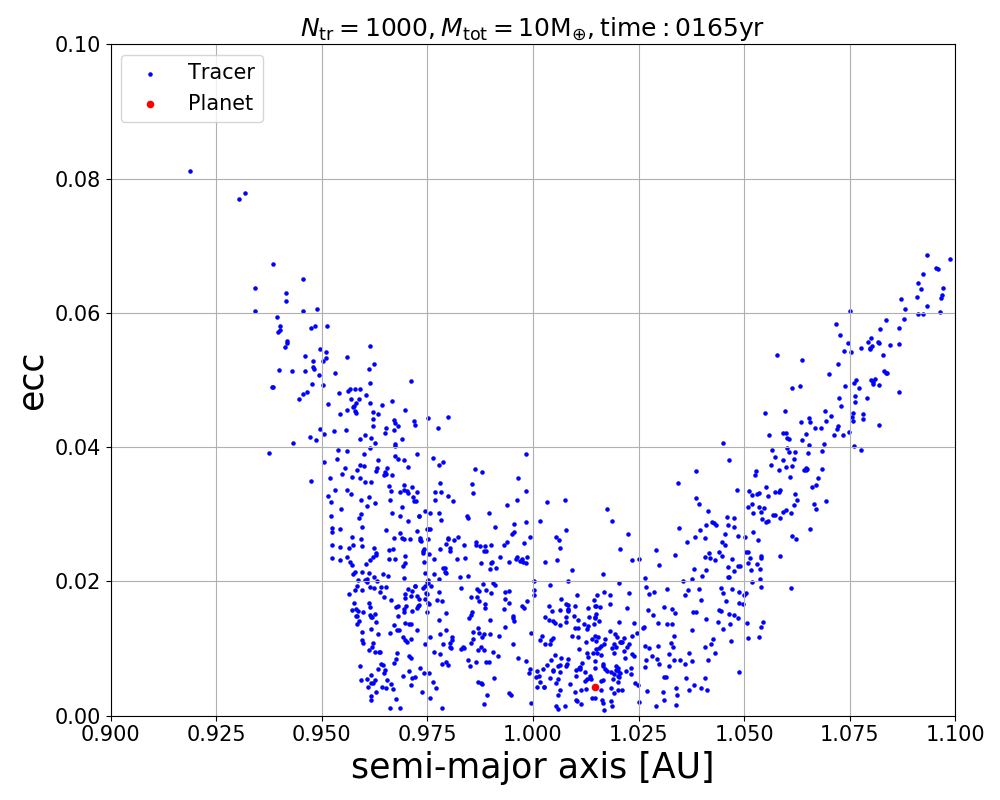 N_tr = 1000, M_tot = 10M_⊕, time : 0165yr
Tracer
Planet
0.10
0.08
0.06
0.04
0.02
0.00
ecc
0.900 0.925 0.950 0.975 1.000 1.025 1.050 1.075 1.100
semi-major axis [AU]